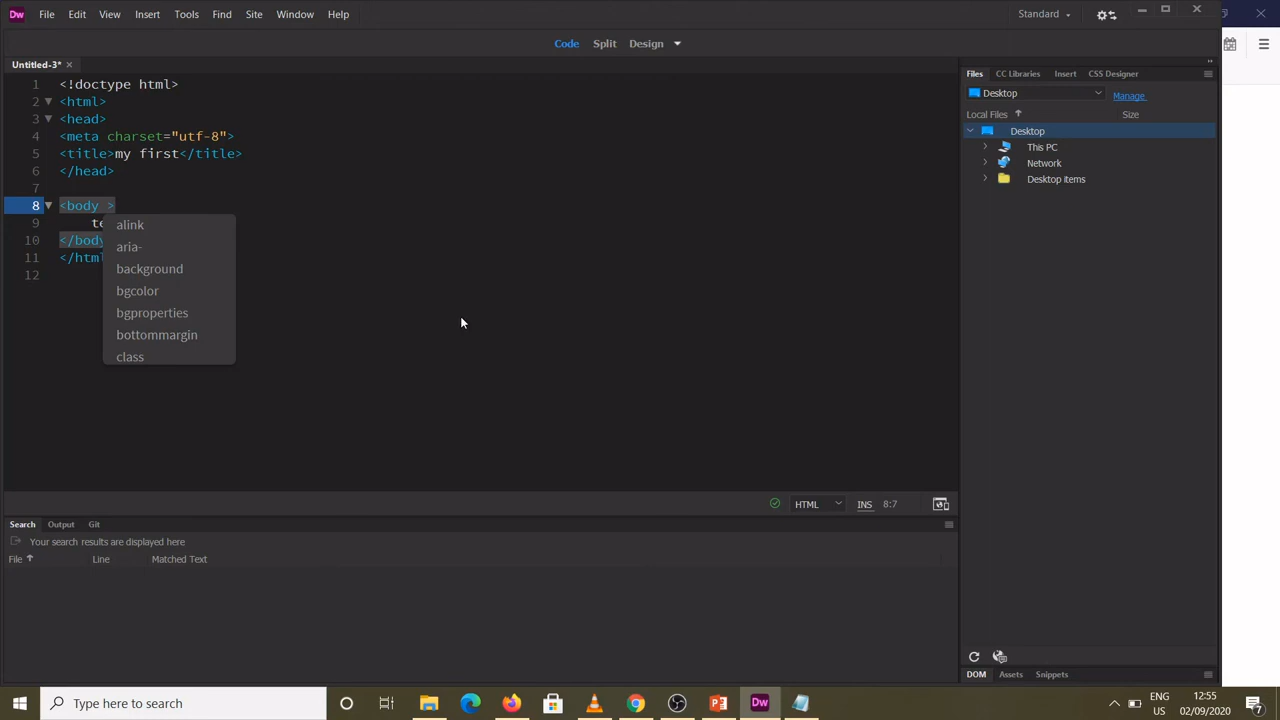 Dw File Edit View Insert Tools Find Site Window Help Standard
Code Split Design
Untitled-3* ×
1 <!doctype html>
2 <html>
3 <head>
4 <meta charset="utf-8">
5 <title>my first</title>
6 </head>
7
8 <body >
9 te
10 </body
11 </html
12
alink
aria-
background
bgcolor
bgproperties
bottommargin
class
HTML INS 8:7
Search Output Git
Your search results are displayed here
File Line Matched Text
Files CC Libraries Insert CSS Designer
Desktop Manage
Local Files Size
Desktop
This PC
Network
Desktop items
DOM Assets Snippets
Type here to search
Dw
ENG
US
12:55
02/09/2020
7